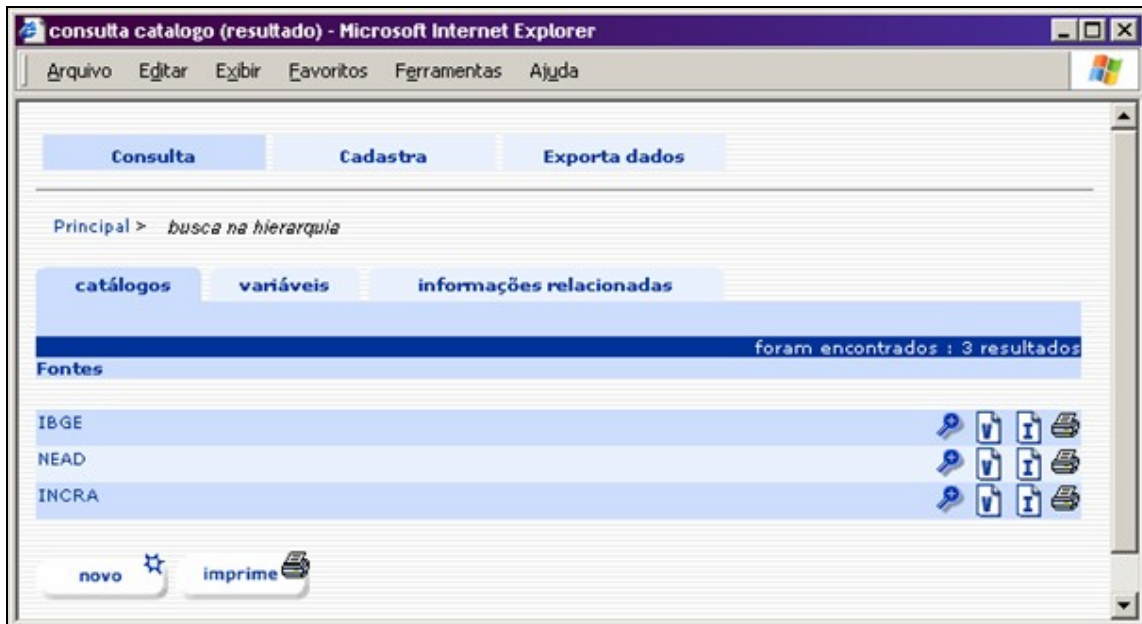 consulta catalogo (resultado) - Microsoft Internet Explorer
Arquivo Editar Exibir Favoritos Ferramentas Ajuda
Consulta Cadastra Exporta dados
Principal > busca na hierarquia
catálogos variáveis informações relacionadas
foram encontrados : 3 resultados
Fontes
IBGE V I
NEAD V I
INCRA V I
novo imprime